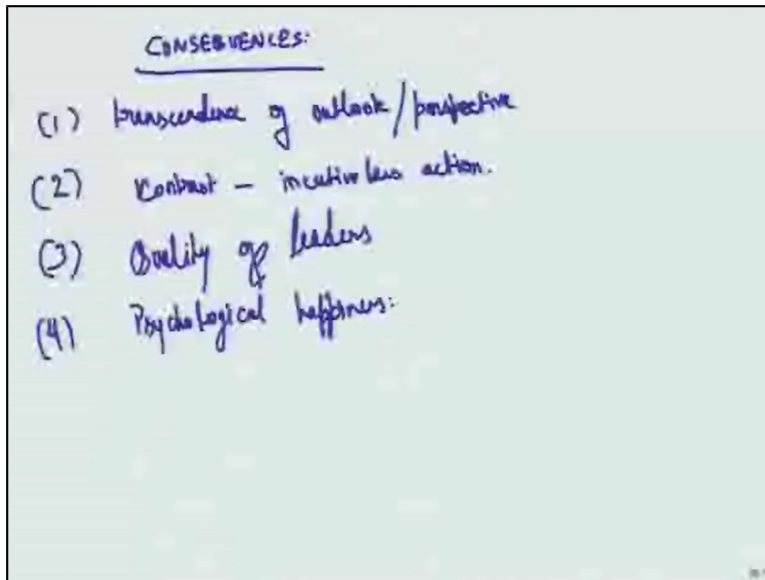 CONSEQUENCES:
(1) transcendence of outlook/perspective
(2) Contrast – incentiveless action.
(3) Quality of leaders
(4) Psychological happiness: